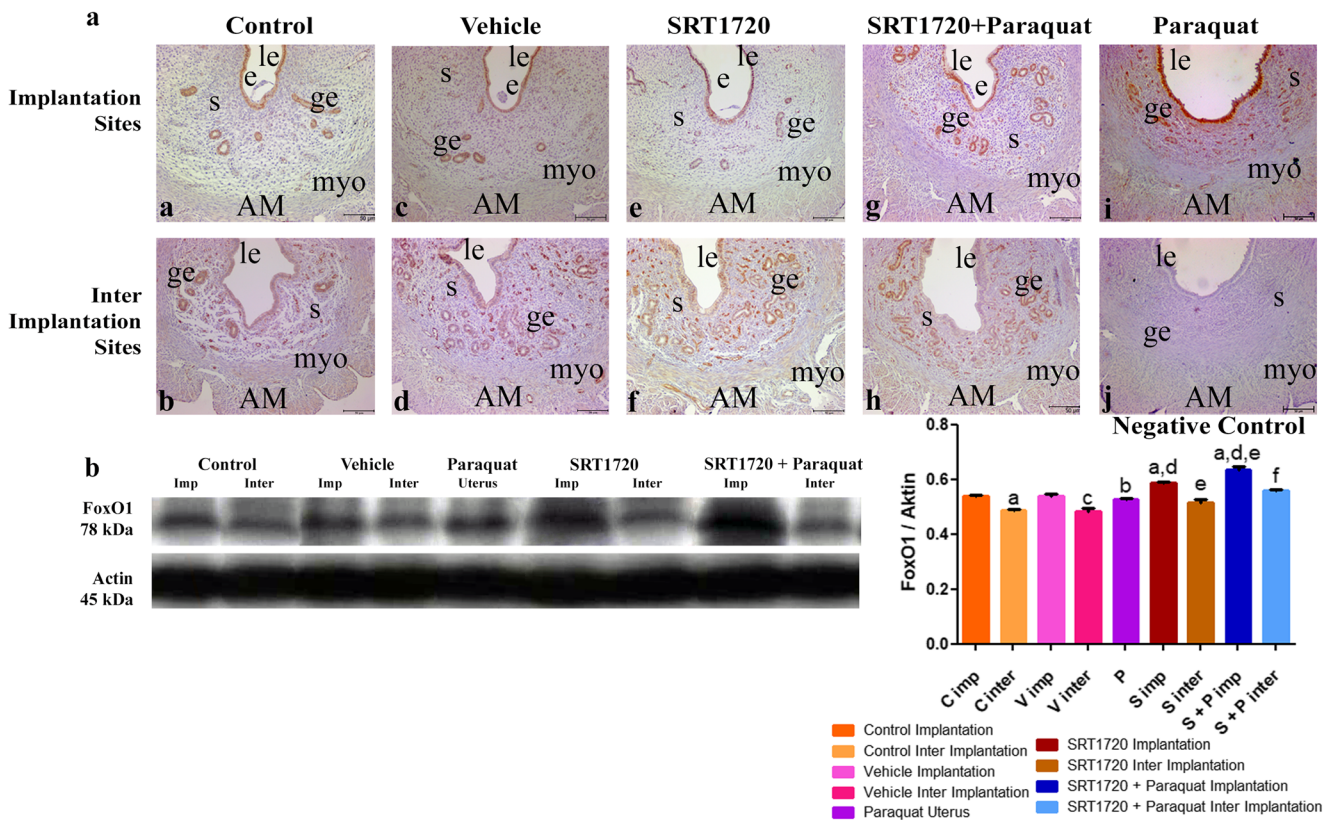 a
Control Vehicle SRT1720 SRT1720+Paraquat Paraquat
Implantation
Sites
le e s ge myo AM a 50 µm
le e s ge myo AM c
le e s ge myo AM e
le e ge s myo AM g
le s ge myo AM i
Inter
Implantation
Sites
le ge s myo AM b
le s ge myo AM d
le s ge myo AM f
le ge s myo AM h 50 µm
le s ge myo AM j
Negative Control
b
Control Vehicle Paraquat SRT1720 SRT1720 + Paraquat
Imp Inter Imp Inter Uterus Imp Inter Imp Inter
FoxO1
78 kDa
Actin
45 kDa
FoxO1 / Aktin
0.8
0.6
0.4
0.2
0.0
a c b a,d e a,d,e f
C imp C inter V imp V inter P S imp S inter S + P imp S + P inter
Control Implantation
Control Inter Implantation
Vehicle Implantation
Vehicle Inter Implantation
Paraquat Uterus
SRT1720 Implantation
SRT1720 Inter Implantation
SRT1720 + Paraquat Implantation
SRT1720 + Paraquat Inter Implantation